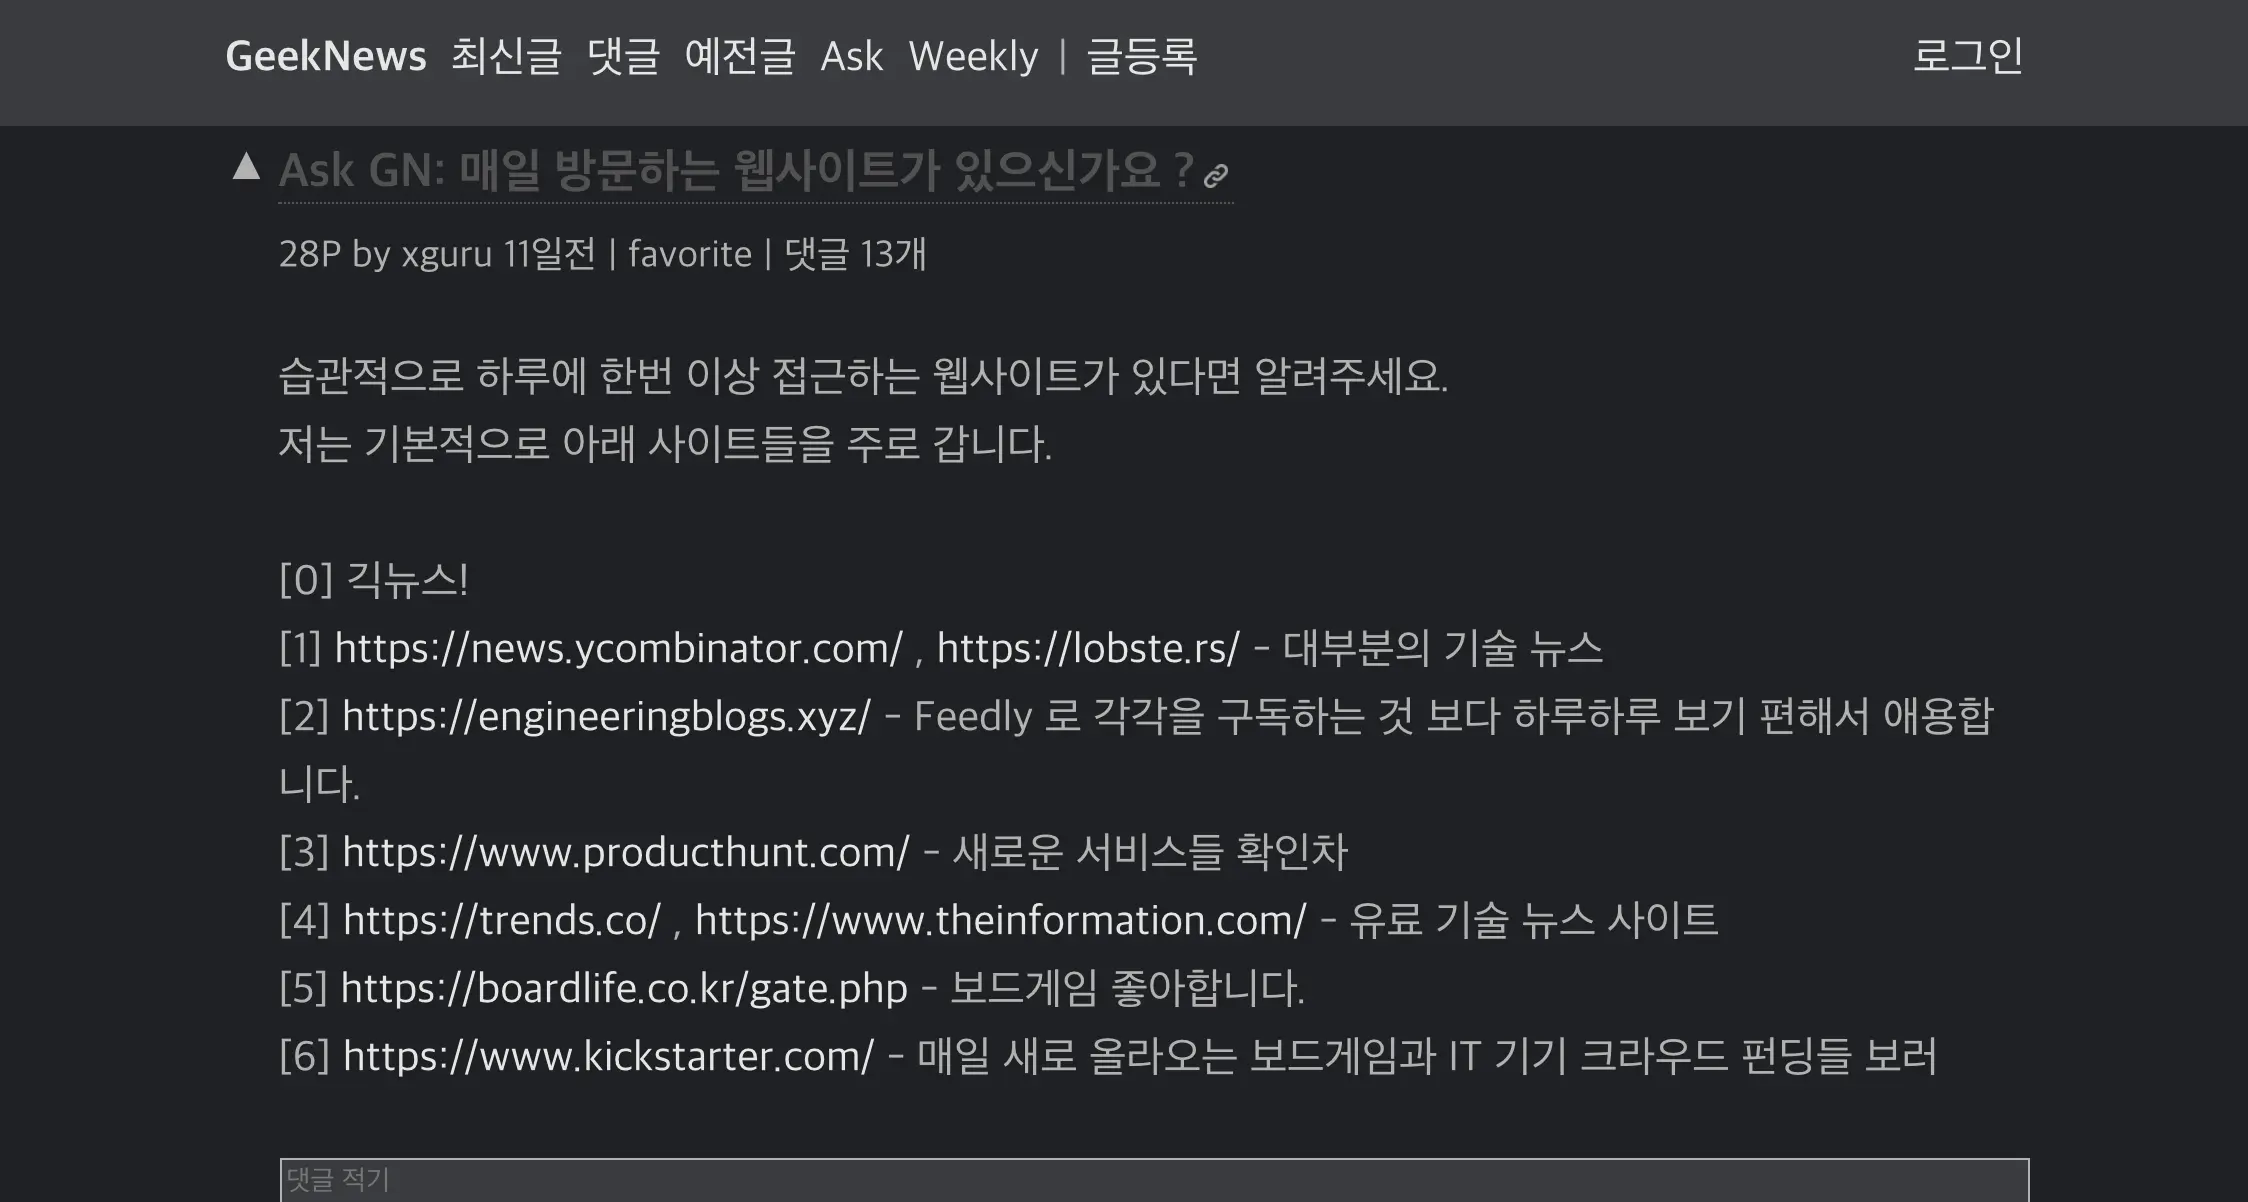 GeekNews 최신글 댓글 예전글 Ask Weekly | 글등록 로그인
▲ Ask GN: 매일 방문하는 웹사이트가 있으신가요 ?
28P by xguru 11일전 | favorite | 댓글 13개
습관적으로 하루에 한번 이상 접근하는 웹사이트가 있다면 알려주세요.
저는 기본적으로 아래 사이트들을 주로 갑니다.
[0] 긱뉴스!
[1] https://news.ycombinator.com/ , https://lobste.rs/ - 대부분의 기술 뉴스
[2] https://engineeringblogs.xyz/ - Feedly 로 각각을 구독하는 것 보다 하루하루 보기 편해서 애용합
니다.
[3] https://www.producthunt.com/ - 새로운 서비스들 확인차
[4] https://trends.co/ , https://www.theinformation.com/ - 유료 기술 뉴스 사이트
[5] https://boardlife.co.kr/gate.php - 보드게임 좋아합니다.
[6] https://www.kickstarter.com/ - 매일 새로 올라오는 보드게임과 IT 기기 크라우드 펀딩들 보러
댓글 적기